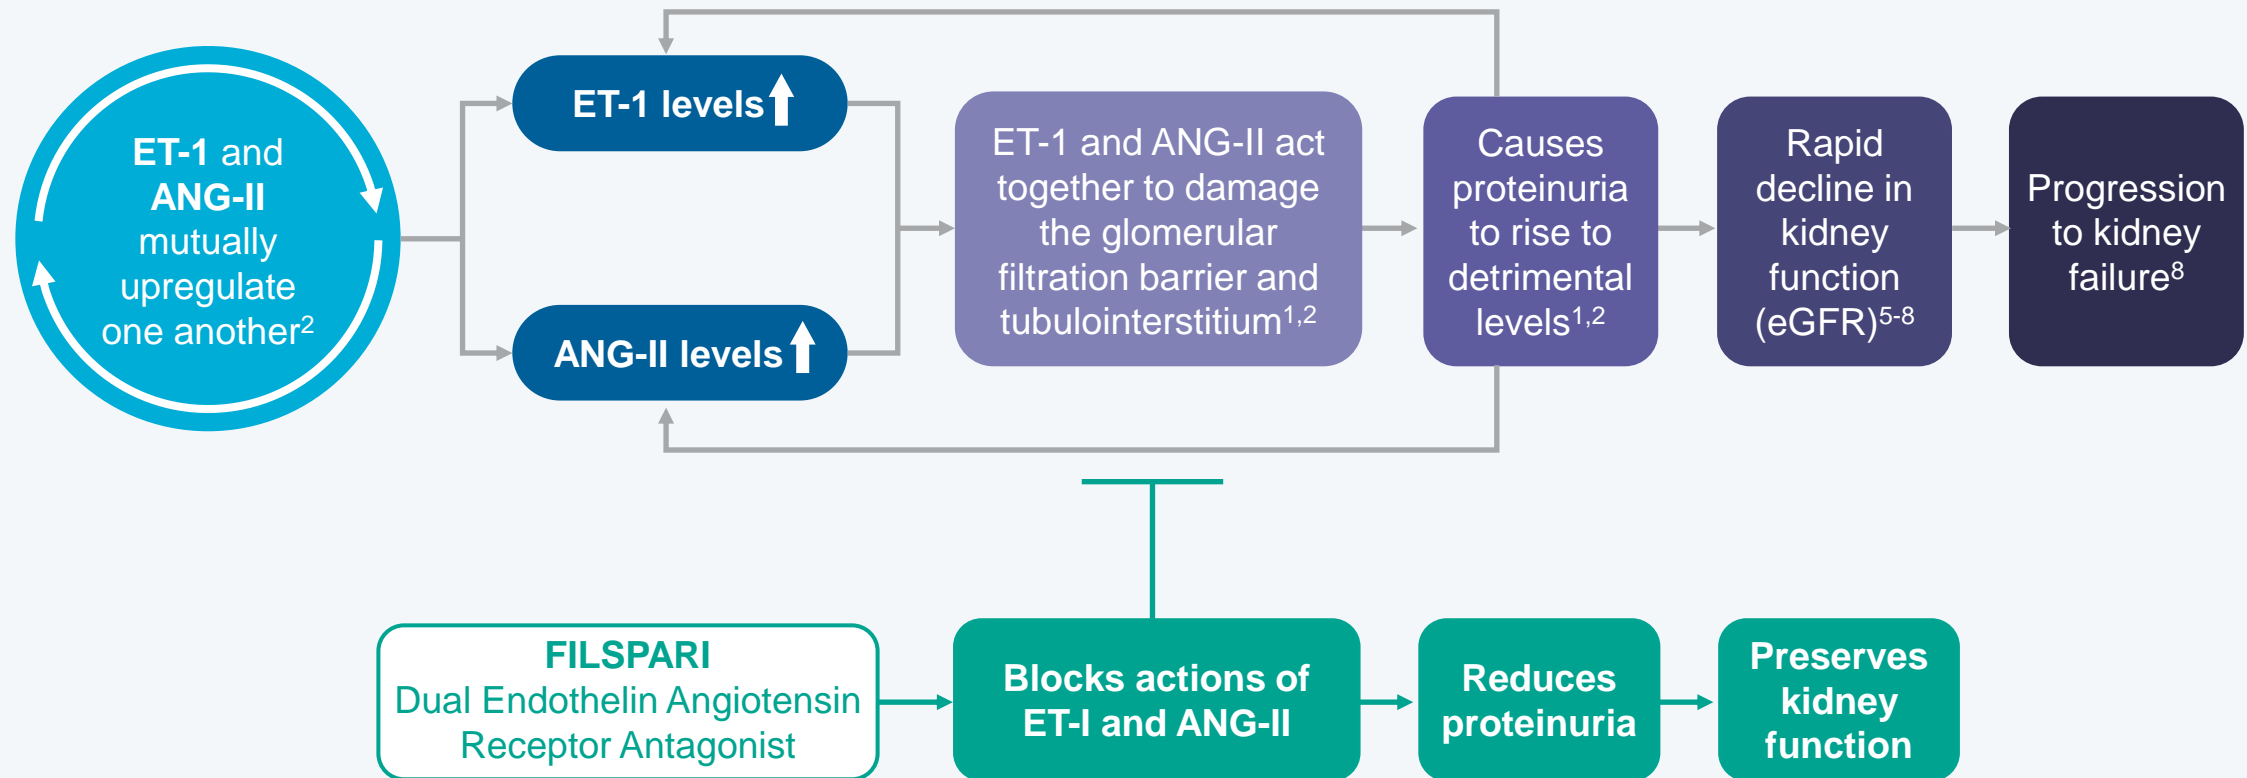 ET-1 and
ANG-II
mutually
upregulate
one another2
ET-1 levels
ANG-II levels
ET-1 and ANG-II act
together to damage
the glomerular
filtration barrier and
tubulointerstitium1,2
Causes
proteinuria
to rise to
detrimental
levels1,2
Rapid
decline in
kidney
function
(eGFR)5-8
Progression
to kidney
failure8
FILSPARI
Dual Endothelin Angiotensin
Receptor Antagonist
Blocks actions of
ET-I and ANG-II
Reduces
proteinuria
Preserves
kidney
function